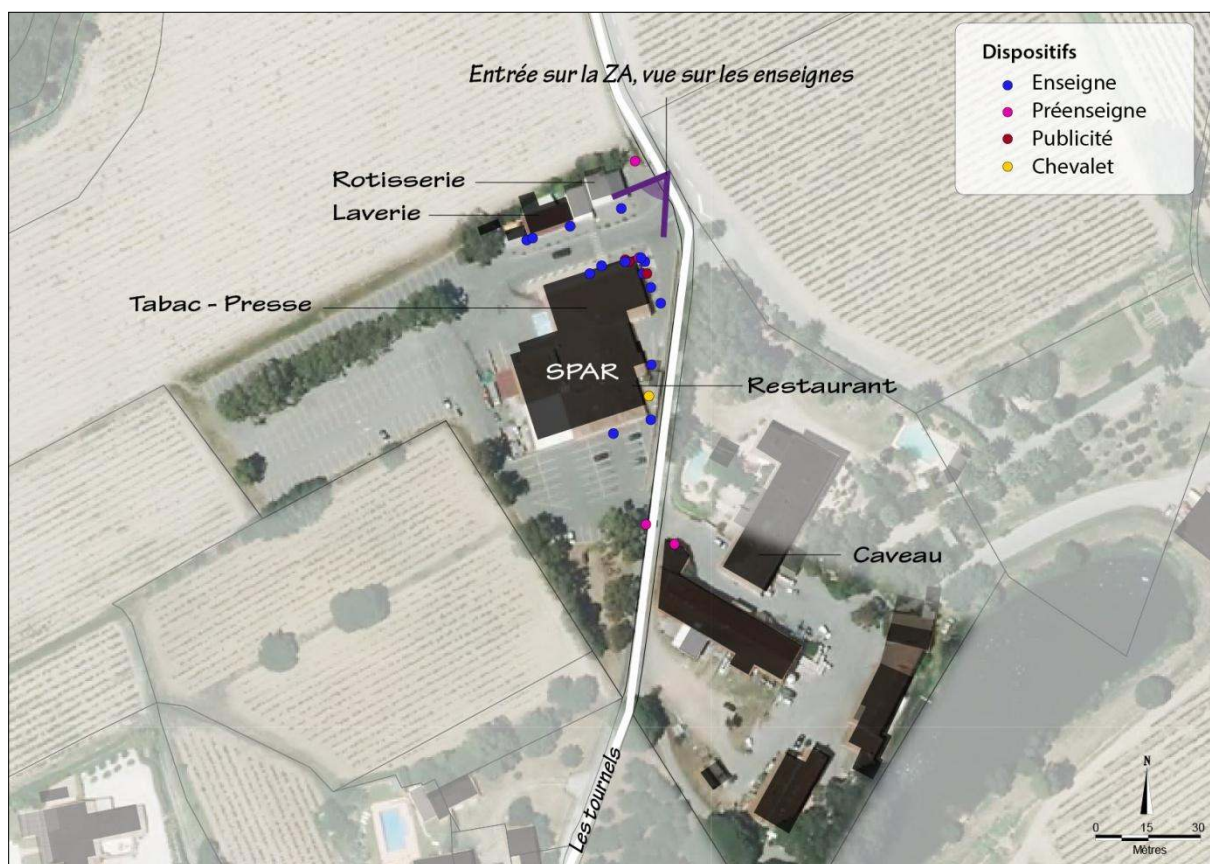 Entrée sur la ZA, vue sur les enseignes
Dispositifs
Enseigne
Préenseigne
Publicité
Chevalet
Rotisserie
Laverie
Tabac - Presse
SPAR
Restaurant
Caveau
Les tournels
N
0 15 30
Mètres